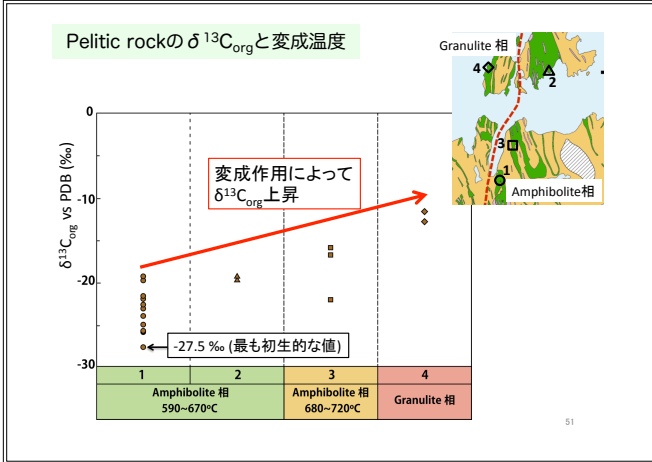 Pelitic rockのδ¹³C_orgと変成温度
Granulite 相
4
2
3
1
Amphibolite相
0
-10
-20
-30
δ¹³C_org vs PDB (‰)
変成作用によって
δ¹³C_org上昇
-27.5 ‰ (最も初生的な値)
1 2 3 4
Amphibolite 相
590~670ºC
Amphibolite 相
680~720ºC
Granulite 相
51